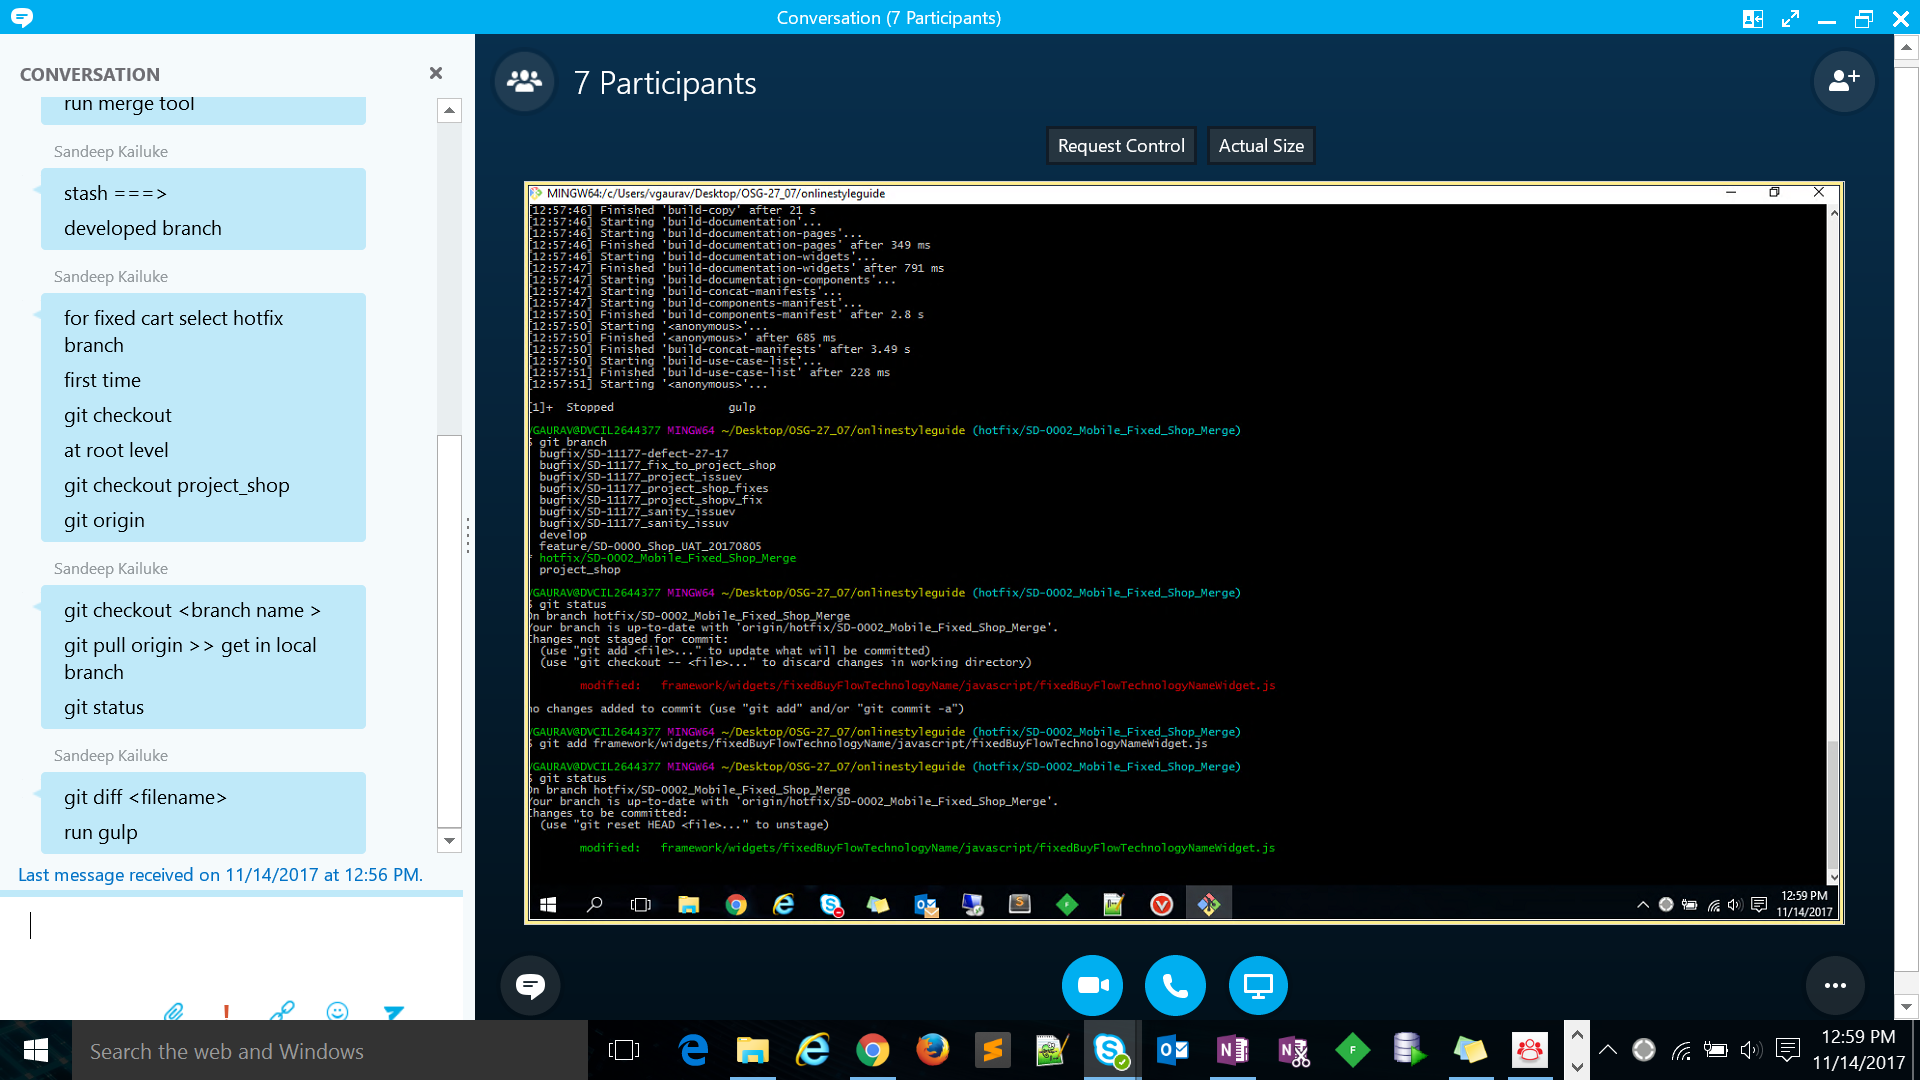 Conversation (7 Participants)
CONVERSATION
run merge tool
Sandeep Kailuke
stash ===>
developed branch
Sandeep Kailuke
for fixed cart select hotfix
branch
first time
git checkout
at root level
git checkout project_shop
git origin
Sandeep Kailuke
git checkout <branch name >
git pull origin >> get in local
branch
git status
Sandeep Kailuke
git diff <filename>
run gulp
Last message received on 11/14/2017 at 12:56 PM.
7 Participants
Request Control
Actual Size
MINGW64:/c/Users/vgaurav/Desktop/OSG-27_07/onlinestyleguide
[12:57:46] Finished 'build-copy' after 21 s
[12:57:46] Starting 'build-documentation'...
[12:57:46] Starting 'build-documentation-pages'...
[12:57:46] Finished 'build-documentation-pages' after 349 ms
[12:57:46] Starting 'build-documentation-widgets'...
[12:57:47] Finished 'build-documentation-widgets' after 791 ms
[12:57:47] Starting 'build-documentation-components'...
[12:57:47] Starting 'build-concat-manifests'...
[12:57:47] Starting 'build-components-manifest'...
[12:57:50] Finished 'build-components-manifest' after 2.8 s
[12:57:50] Starting '<anonymous>'...
[12:57:50] Finished '<anonymous>' after 685 ms
[12:57:50] Finished 'build-concat-manifests' after 3.49 s
[12:57:50] Starting 'build-use-case-list'...
[12:57:51] Finished 'build-use-case-list' after 228 ms
[12:57:51] Starting '<anonymous>'...
[1]+ Stopped gulp
VGAURAV@DVCIL2644377 MINGW64 ~/Desktop/OSG-27_07/onlinestyleguide (hotfix/SD-0002_Mobile_Fixed_Shop_Merge)
$ git branch
bugfix/SD-11177-defect-27-17
bugfix/SD-11177_fix_to_project_shop
bugfix/SD-11177_project_issuev
bugfix/SD-11177_project_shop_fixes
bugfix/SD-11177_project_shopv_fix
bugfix/SD-11177_sanity_issuev
bugfix/SD-11177_sanity_issuv
develop
feature/SD-0000_Shop_UAT_20170805
* hotfix/SD-0002_Mobile_Fixed_Shop_Merge
project_shop
VGAURAV@DVCIL2644377 MINGW64 ~/Desktop/OSG-27_07/onlinestyleguide (hotfix/SD-0002_Mobile_Fixed_Shop_Merge)
$ git status
On branch hotfix/SD-0002_Mobile_Fixed_Shop_Merge
Your branch is up-to-date with 'origin/hotfix/SD-0002_Mobile_Fixed_Shop_Merge'.
Changes not staged for commit:
(use "git add <file>..." to update what will be committed)
(use "git checkout -- <file>..." to discard changes in working directory)
modified: framework/widgets/fixedBuyFlowTechnologyName/javascript/fixedBuyFlowTechnologyNameWidget.js
no changes added to commit (use "git add" and/or "git commit -a")
VGAURAV@DVCIL2644377 MINGW64 ~/Desktop/OSG-27_07/onlinestyleguide (hotfix/SD-0002_Mobile_Fixed_Shop_Merge)
$ git add framework/widgets/fixedBuyFlowTechnologyName/javascript/fixedBuyFlowTechnologyNameWidget.js
VGAURAV@DVCIL2644377 MINGW64 ~/Desktop/OSG-27_07/onlinestyleguide (hotfix/SD-0002_Mobile_Fixed_Shop_Merge)
$ git status
On branch hotfix/SD-0002_Mobile_Fixed_Shop_Merge
Your branch is up-to-date with 'origin/hotfix/SD-0002_Mobile_Fixed_Shop_Merge'.
Changes to be committed:
(use "git reset HEAD <file>..." to unstage)
modified: framework/widgets/fixedBuyFlowTechnologyName/javascript/fixedBuyFlowTechnologyNameWidget.js
12:59 PM
11/14/2017
Search the web and Windows
12:59 PM
11/14/2017